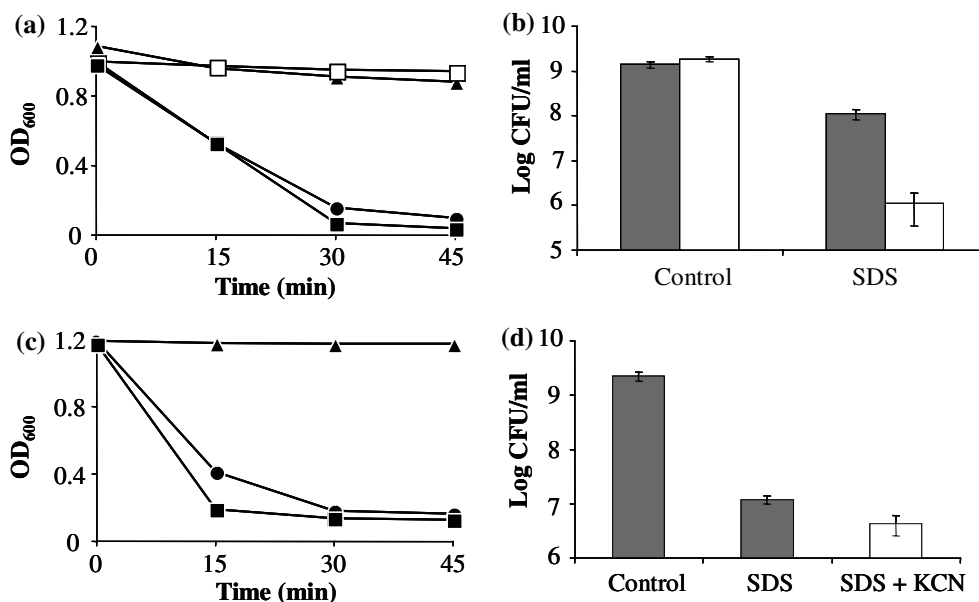 (a)
1.2
0.8
0.4
0
OD600
0 15 30 45
Time (min)
(b)
10
9
8
7
6
5
Log CFU/ml
Control SDS
(c)
1.2
0.8
0.4
0
OD600
0 15 30 45
Time (min)
(d)
10
9
8
7
6
Log CFU/ml
Control SDS SDS + KCN